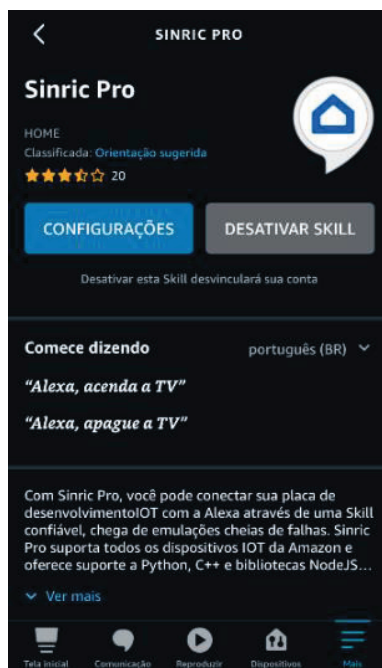 SINRIC PRO
Sinric Pro
HOME
Classificada: Orientação sugerida
20
CONFIGURAÇÕES
DESATIVAR SKILL
Desativar esta Skill desvinculará sua conta
Comece dizendo
português (BR)
“Alexa, acenda a TV”
“Alexa, apague a TV”
Com Sinric Pro, você pode conectar sua placa de
desenvolvimentoIOT com a Alexa através de uma Skill
confiável, chega de emulações cheias de falhas. Sinric
Pro suporta todos os dispositivos IOT da Amazon e
oferece suporte a Python, C++ e bibliotecas NodeJS...
Ver mais
Tela inicial
Comunicação
Reproduzir
Dispositivos
Mais